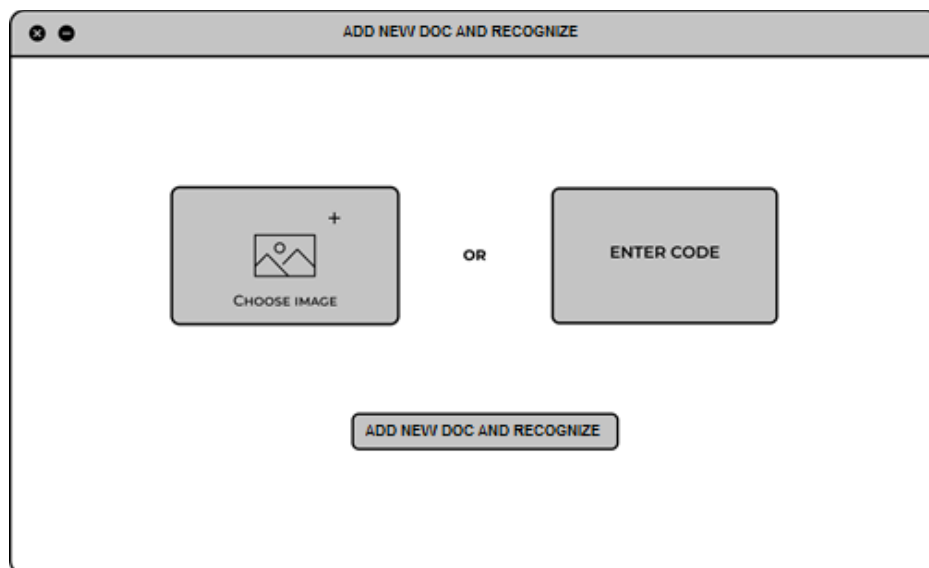 ADD NEW DOC AND RECOGNIZE
OR
ENTER CODE
CHOOSE IMAGE
ADD NEW DOC AND RECOGNIZE